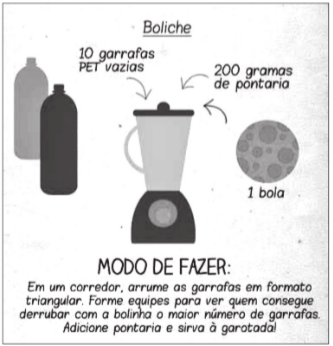 Boliche
10 garrafas
PET vazias
200 gramas
de pontaria
1 bola
MODO DE FAZER:
Em um corredor, arrume as garrafas em formato
triangular. Forme equipes para ver quem consegue
derrubar com a bolinha o maior número de garrafas.
Adicione pontaria e sirva à garotada!